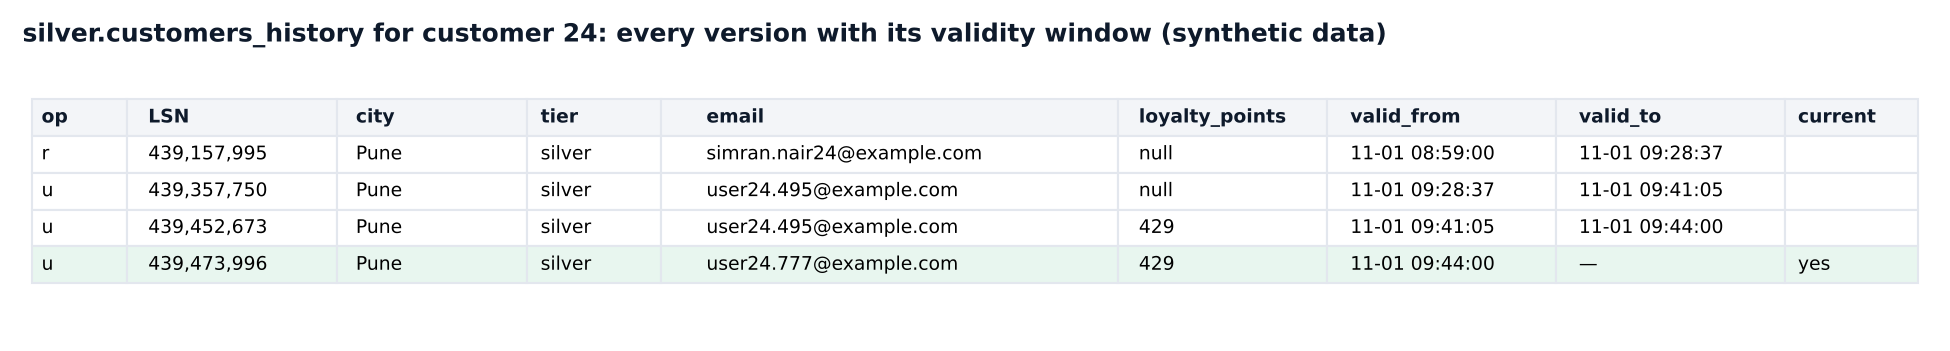 silver.customers_history for customer 24: every version with its validity window (synthetic data)
op LSN city tier email loyalty_points valid_from valid_to current
r 439,157,995 Pune silver simran.nair24@example.com null 11-01 08:59:00 11-01 09:28:37
u 439,357,750 Pune silver user24.495@example.com null 11-01 09:28:37 11-01 09:41:05
u 439,452,673 Pune silver user24.495@example.com 429 11-01 09:41:05 11-01 09:44:00
u 439,473,996 Pune silver user24.777@example.com 429 11-01 09:44:00 — yes